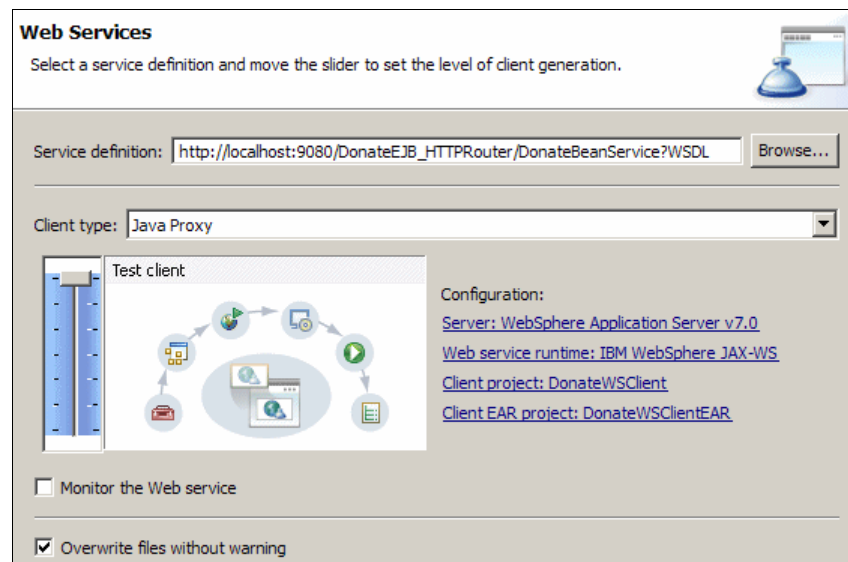 Web Services
Select a service definition and move the slider to set the level of client generation.
Service definition: http://localhost:9080/DonateEJB_HTTPRouter/DonateBeanService?WSDL Browse...
Client type: Java Proxy
Test client
Configuration:
Server: WebSphere Application Server v7.0
Web service runtime: IBM WebSphere JAX-WS
Client project: DonateWSClient
Client EAR project: DonateWSClientEAR
Monitor the Web service
Overwrite files without warning